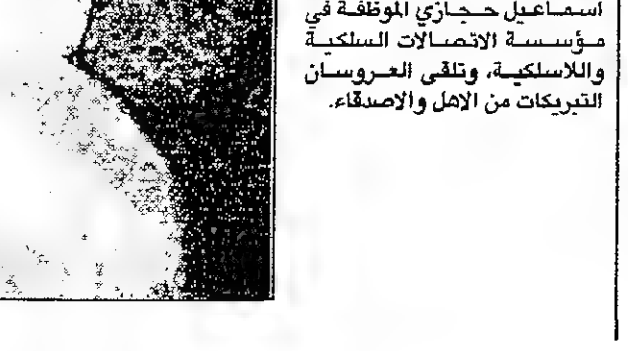 اسماعيل حجازي الموظفة في
مؤسسة الاتصالات السلكية
واللاسلكية، وتلقى العروسان
التبريكات من الاهل والاصدقاء.